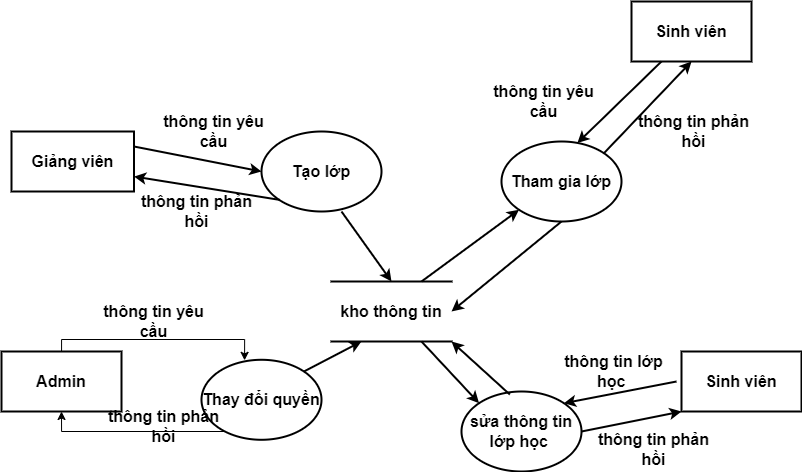 Sinh viên
thông tin yêu
cầu
thông tin phản
hồi
thông tin yêu
cầu
Giảng viên
Tạo lớp
thông tin phản
hồi
Tham gia lớp
kho thông tin
thông tin yêu
cầu
Admin
Thay đổi quyền
thông tin phản
hồi
thông tin lớp
học
Sinh viên
sửa thông tin
lớp học
thông tin phản
hồi